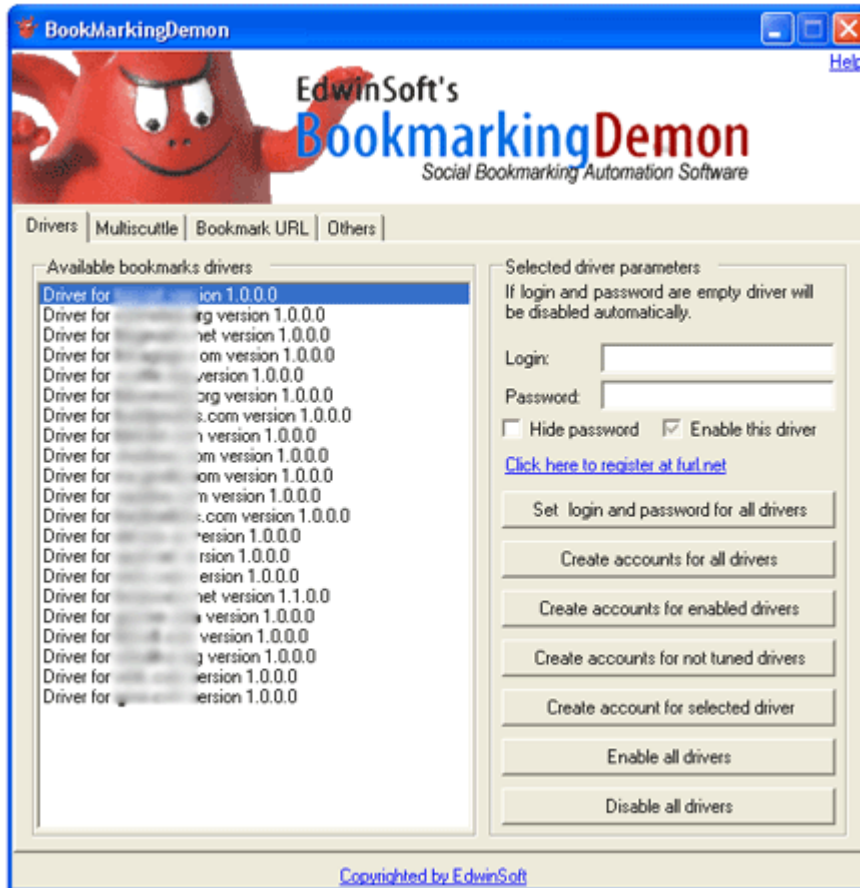 BookMarkingDemon
Help
EdwinSoft's
BookmarkingDemon
Social Bookmarking Automation Software
Drivers Multiscuttle Bookmark URL Others
Available bookmarks drivers
Driver for ion 1.0.0.0
Driver for rg version 1.0.0.0
Driver for net version 1.0.0.0
Driver for om version 1.0.0.0
Driver for version 1.0.0.0
Driver for org version 1.0.0.0
Driver for s.com version 1.0.0.0
Driver for version 1.0.0.0
Driver for om version 1.0.0.0
Driver for om version 1.0.0.0
Driver for m version 1.0.0.0
Driver for c.com version 1.0.0.0
Driver for version 1.0.0.0
Driver for rsion 1.0.0.0
Driver for ersion 1.0.0.0
Driver for net version 1.1.0.0
Driver for version 1.0.0.0
Driver for version 1.0.0.0
Driver for g version 1.0.0.0
Driver for ersion 1.0.0.0
Driver for ersion 1.0.0.0
Selected driver parameters
If login and password are empty driver will
be disabled automatically.
Login:
Password:
Hide password Enable this driver
Click here to register at furl.net
Set login and password for all drivers
Create accounts for all drivers
Create accounts for enabled drivers
Create accounts for not tuned drivers
Create account for selected driver
Enable all drivers
Disable all drivers
Copyrighted by EdwinSoft